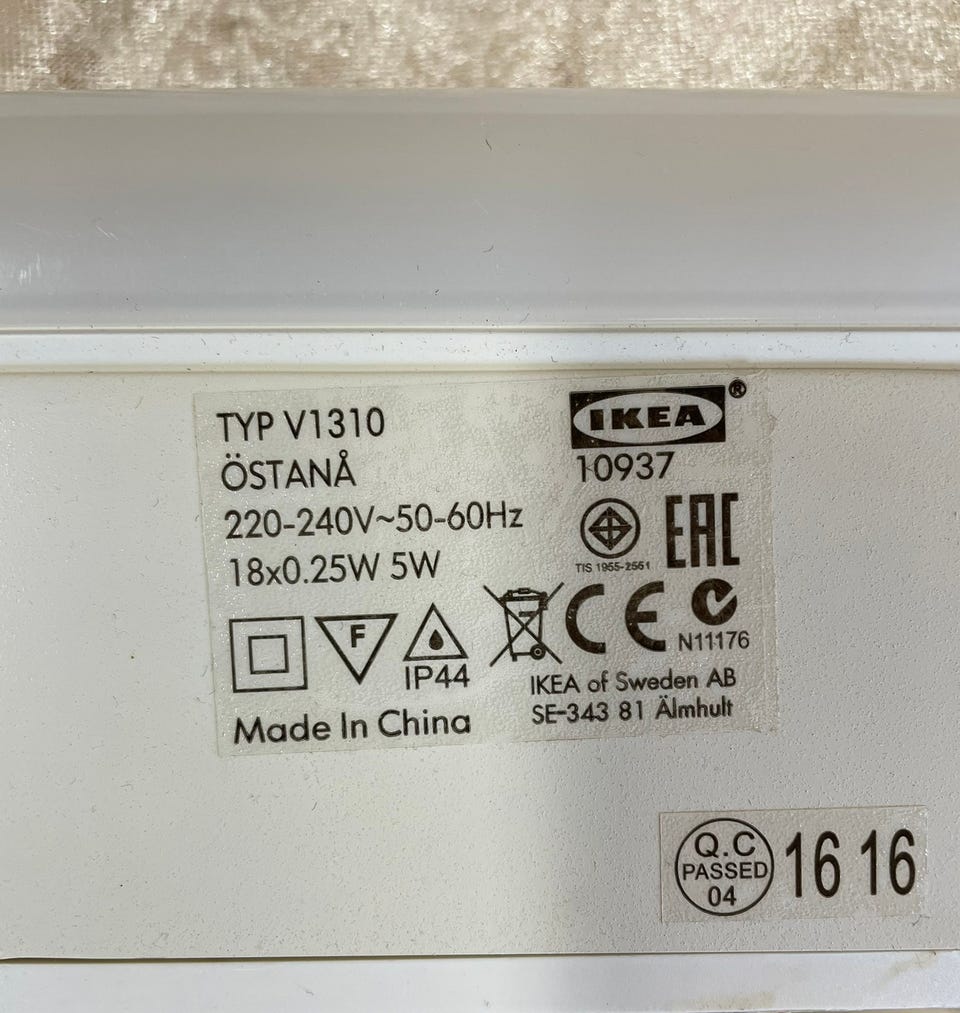 TYP V1310
ÖSTANÅ
220-240V~50-60Hz
18x0.25W 5W
F
IP44
Made In China
IKEA®
10937
TIS 1955-2551
EAC
CE
N11176
IKEA of Sweden AB
SE-343 81 Älmhult
Q.C
PASSED
04
16 16